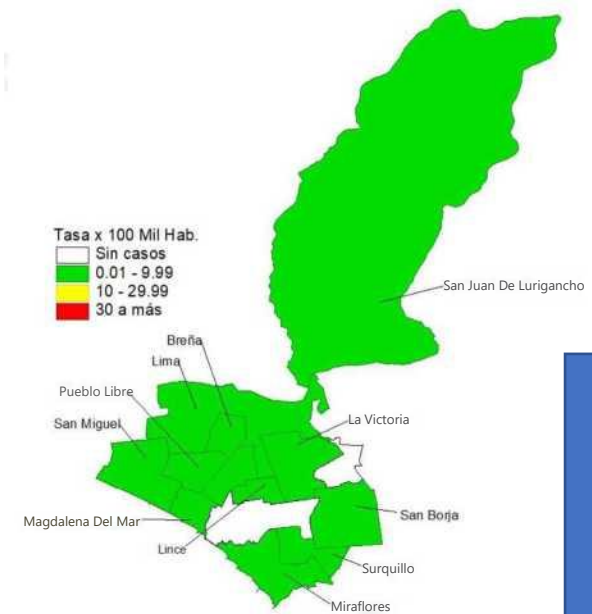 Tasa x 100 Mil Hab.
Sin casos
0.01 - 9.99
10 - 29.99
30 a más
San Juan De Lurigancho
Breña
Lima
Pueblo Libre
San Miguel
La Victoria
Magdalena Del Mar
San Borja
Lince
Surquillo
Miraflores